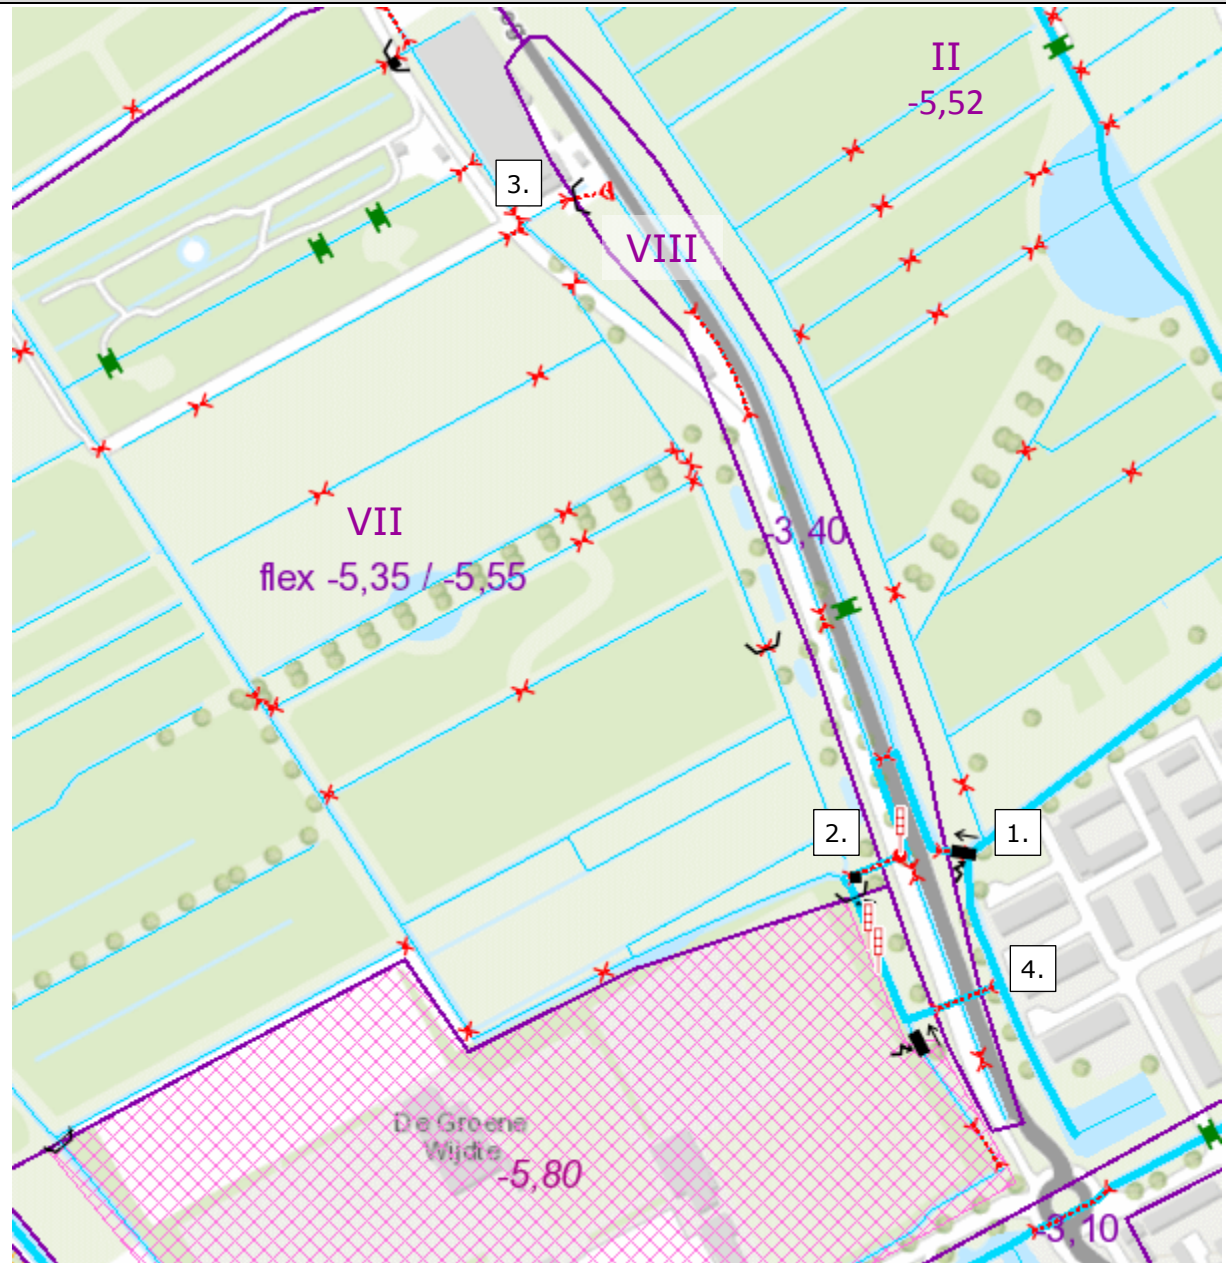 II
-5,52
3.
VIII
VII
-3,40
flex -5,35 / -5,55
2.
1.
4.
De Groene
Wijdte
-5,80
-3,10